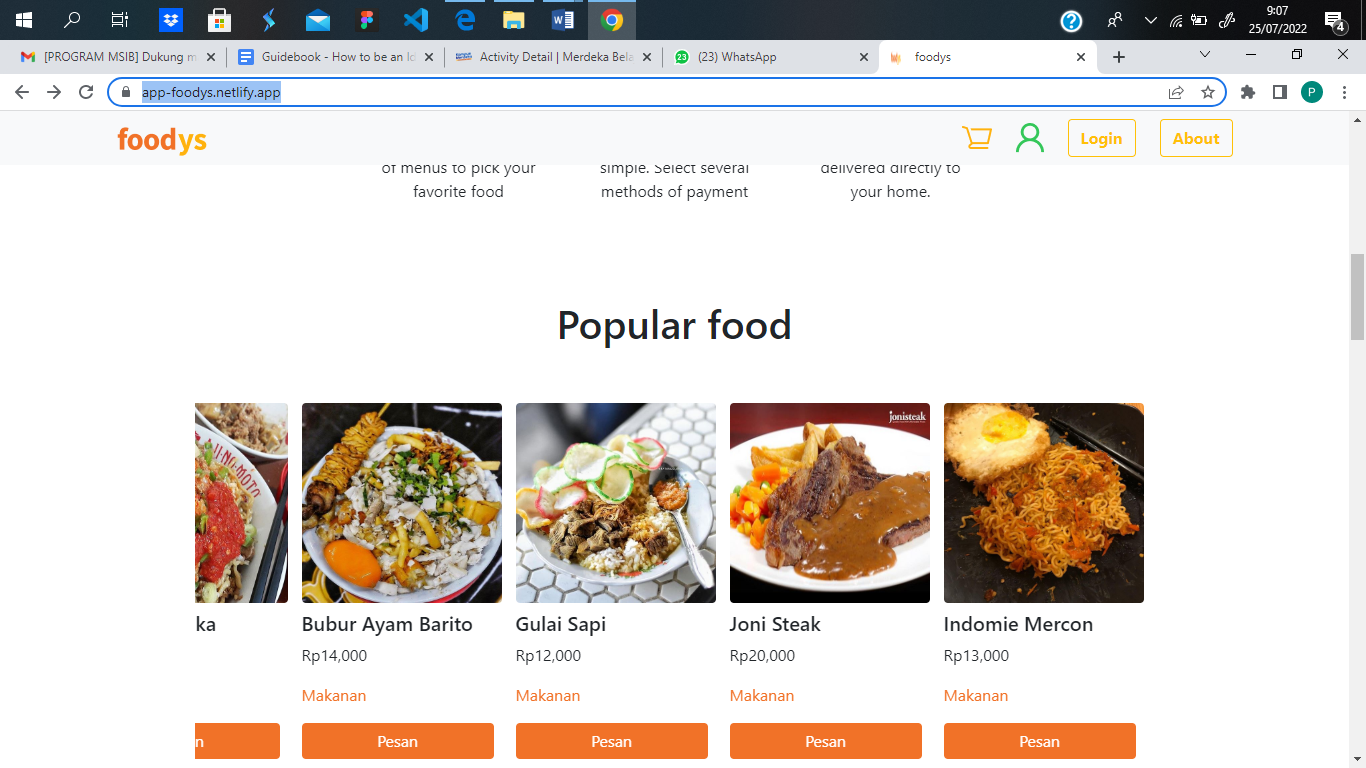 9:07
25/07/2022
4
[PROGRAM MSIB] Dukung m
Guidebook - How to be an Id
Activity Detail | Merdeka Bela
23
(23) WhatsApp
foodys
app-foodys.netlify.app
P
foodys
Login
About
of menus to pick your
favorite food
simple. Select several
methods of payment
delivered directly to
your home.
Popular food
JI-NI-MOTO
jonisteak
ka
Bubur Ayam Barito
Gulai Sapi
Joni Steak
Indomie Mercon
Rp14,000
Rp12,000
Rp20,000
Rp13,000
Makanan
Makanan
Makanan
Makanan
n
Pesan
Pesan
Pesan
Pesan